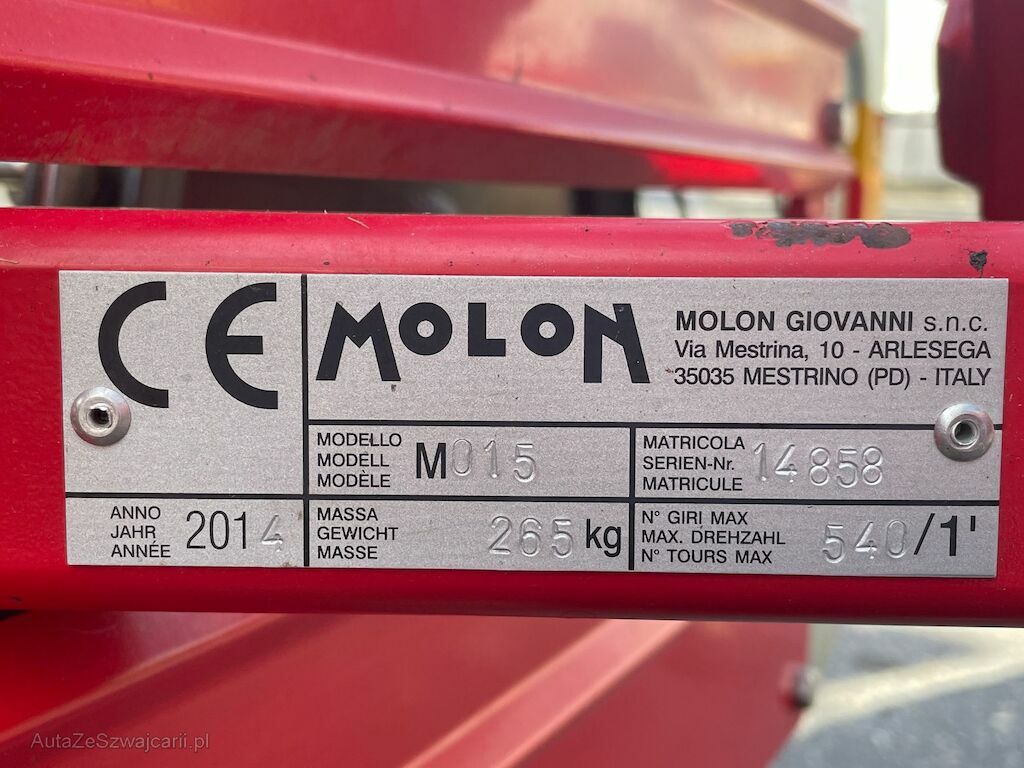 CE
MOLON
MOLON GIOVANNI s.n.c.
Via Mestrina, 10 - ARLESEGA
35035 MESTRINO (PD) - ITALY
MODELLO
MODELL
MODÈLE
M015
MATRICOLA
SERIEN-Nr.
MATRICULE
14858
ANNO
JAHR
ANNÉE
2014
MASSA
GEWICHT
MASSE
265 kg
N° GIRI MAX
MAX. DREHZAHL
N° TOURS MAX
540/1'
AutaZeSzwajcarii.pl